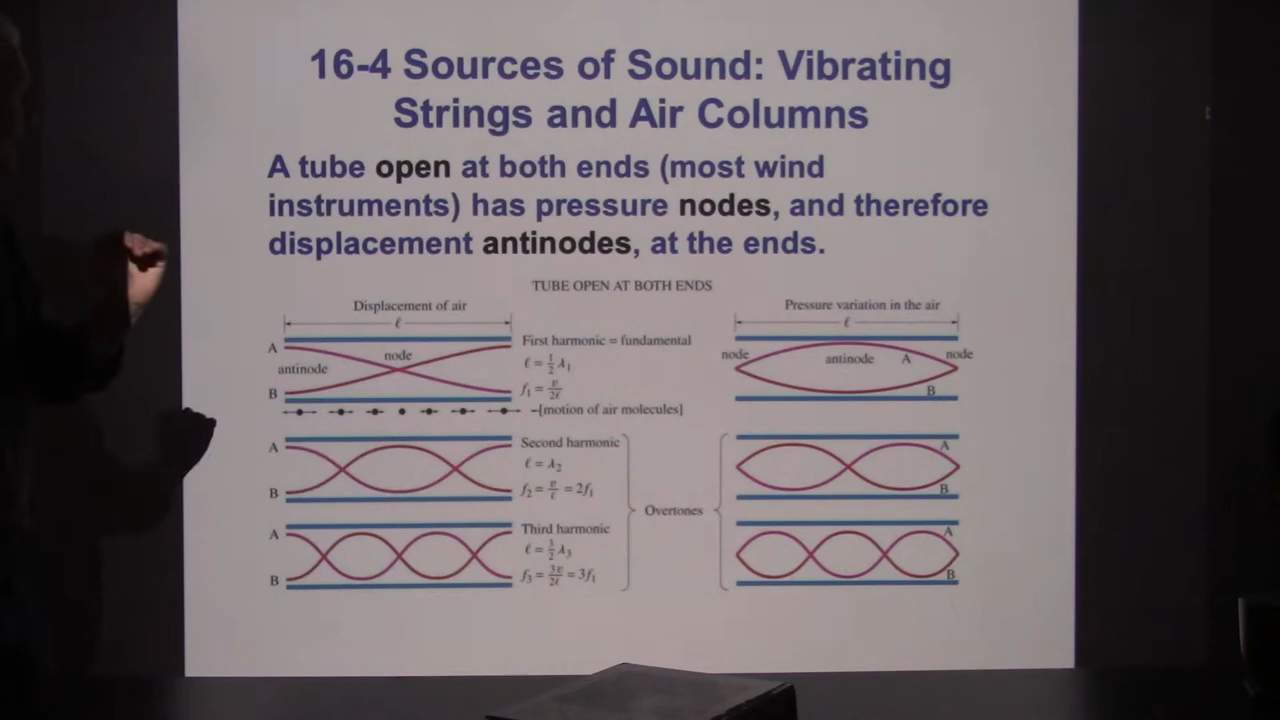 16-4 Sources of Sound: Vibrating
Strings and Air Columns
A tube open at both ends (most wind
instruments) has pressure nodes, and therefore
displacement antinodes, at the ends.
TUBE OPEN AT BOTH ENDS
Displacement of air
ℓ
A
antinode
node
B
First harmonic = fundamental
ℓ = 1/2 λ₁
f₁ = v/2ℓ
[motion of air molecules]
Pressure variation in the air
ℓ
node
antinode
A
node
B
A
B
Second harmonic
ℓ = λ₂
f₂ = v/ℓ = 2f₁
A
B
Overtones
A
B
Third harmonic
ℓ = 3/2 λ₃
f₃ = 3v/2ℓ = 3f₁
A
B